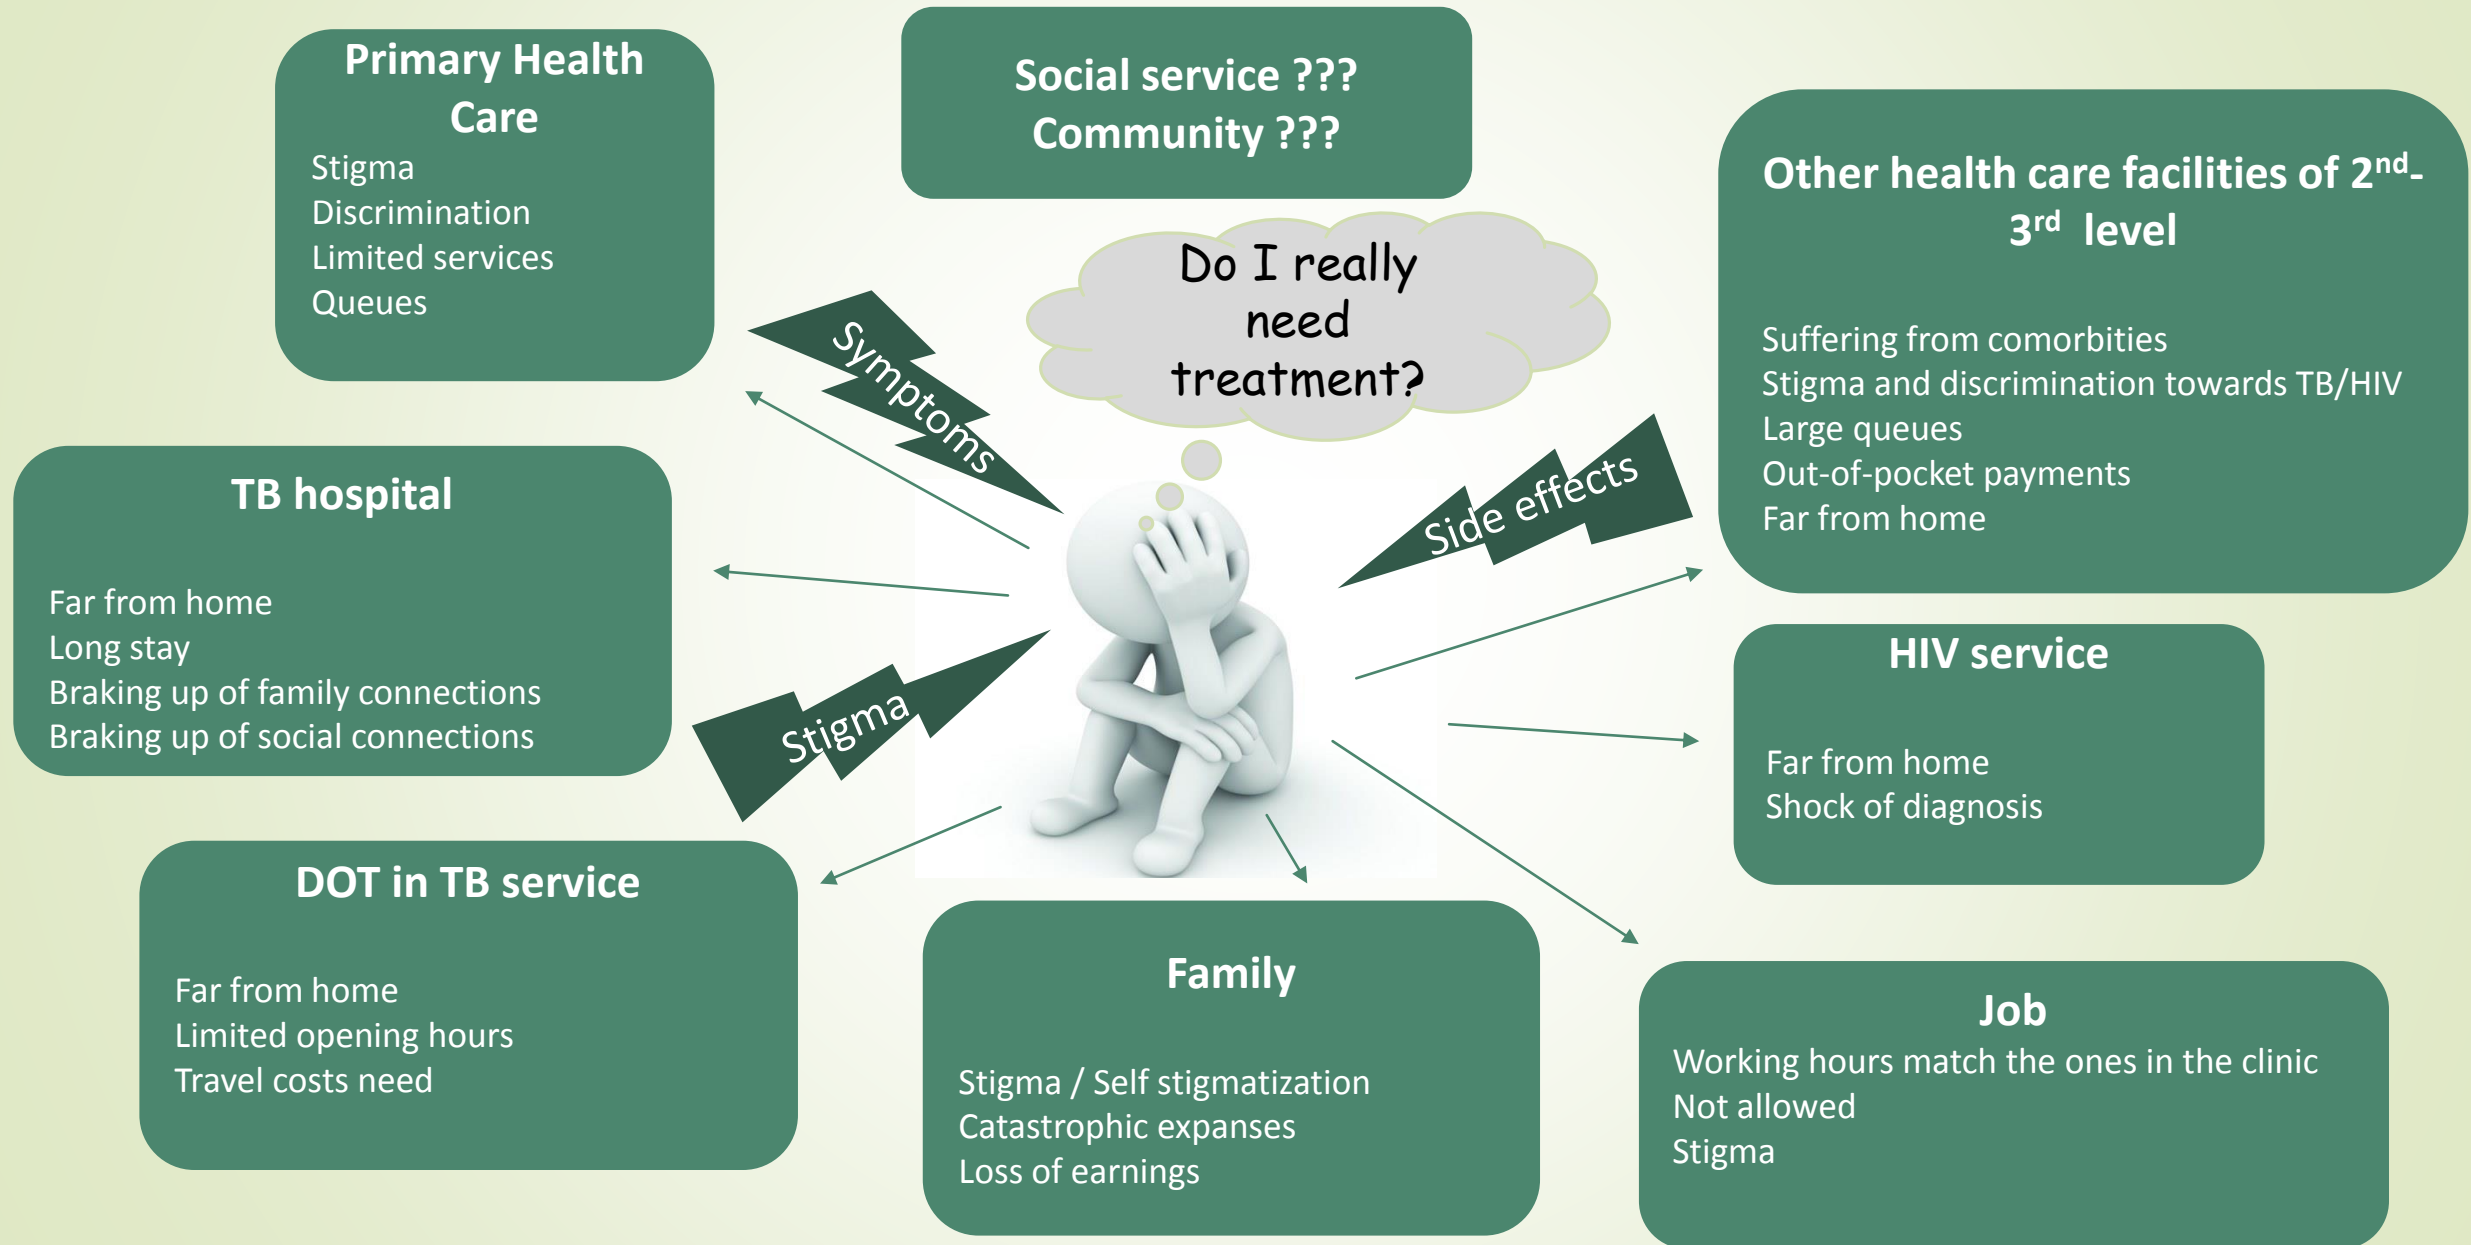 Primary Health
Care
Stigma
Discrimination
Limited services
Queues
Social service ???
Community ???
Other health care facilities of 2nd-
3rd level
Suffering from comorbities
Stigma and discrimination towards TB/HIV
Large queues
Out-of-pocket payments
Far from home
Do I really
need
treatment?
Symptoms
Side effects
TB hospital
Far from home
Long stay
Braking up of family connections
Braking up of social connections
Stigma
HIV service
Far from home
Shock of diagnosis
DOT in TB service
Far from home
Limited opening hours
Travel costs need
Family
Stigma / Self stigmatization
Catastrophic expanses
Loss of earnings
Job
Working hours match the ones in the clinic
Not allowed
Stigma